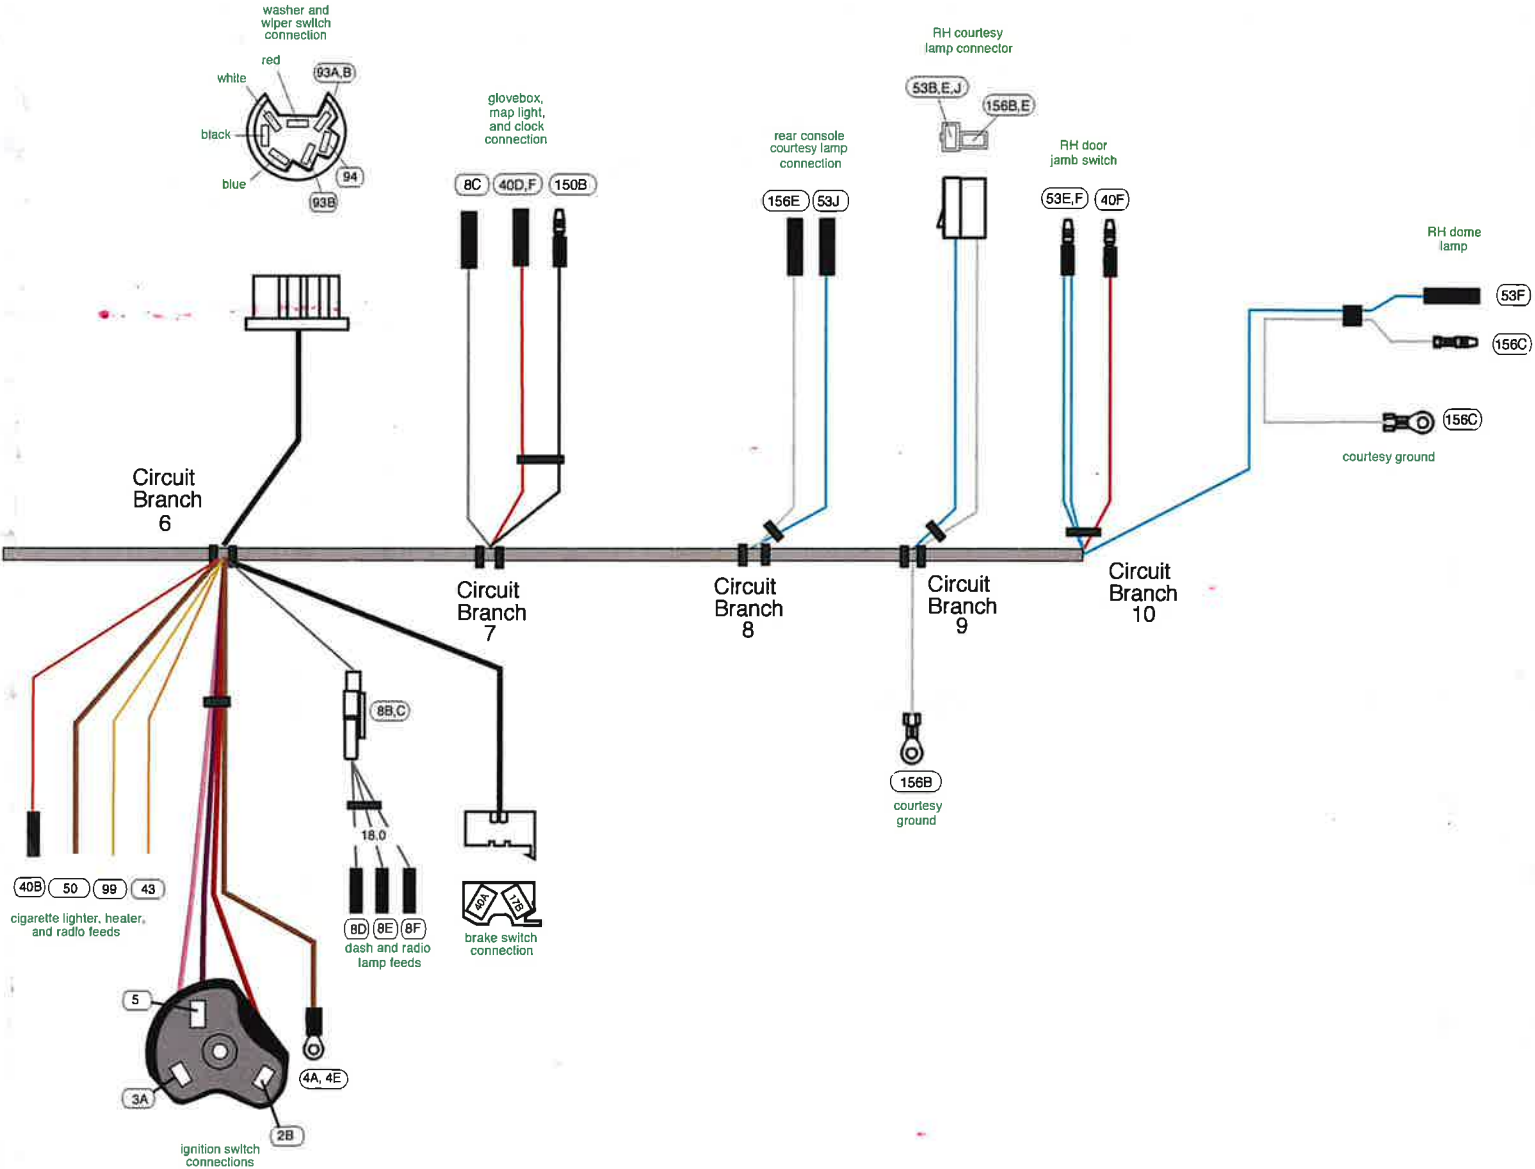 washer and
wiper switch
connection
red
white
93A,B
black
blue
94
93B
glovebox,
map light,
and clock
connection
8C
40D,F
150B
rear console
courtesy lamp
connection
156E
53J
RH courtesy
lamp connector
53B,E,J
156B,E
RH door
jamb switch
53E,F
40F
RH dome
lamp
53F
156C
156C
courtesy ground
Circuit
Branch
6
Circuit
Branch
7
Circuit
Branch
8
Circuit
Branch
9
Circuit
Branch
10
8B,C
156B
courtesy
ground
18.0
40B
50
99
43
cigarette lighter, heater,
and radio feeds
8D
8E
8F
dash and radio
lamp feeds
40A
17B
brake switch
connection
5
3A
2B
4A, 4E
ignition switch
connections